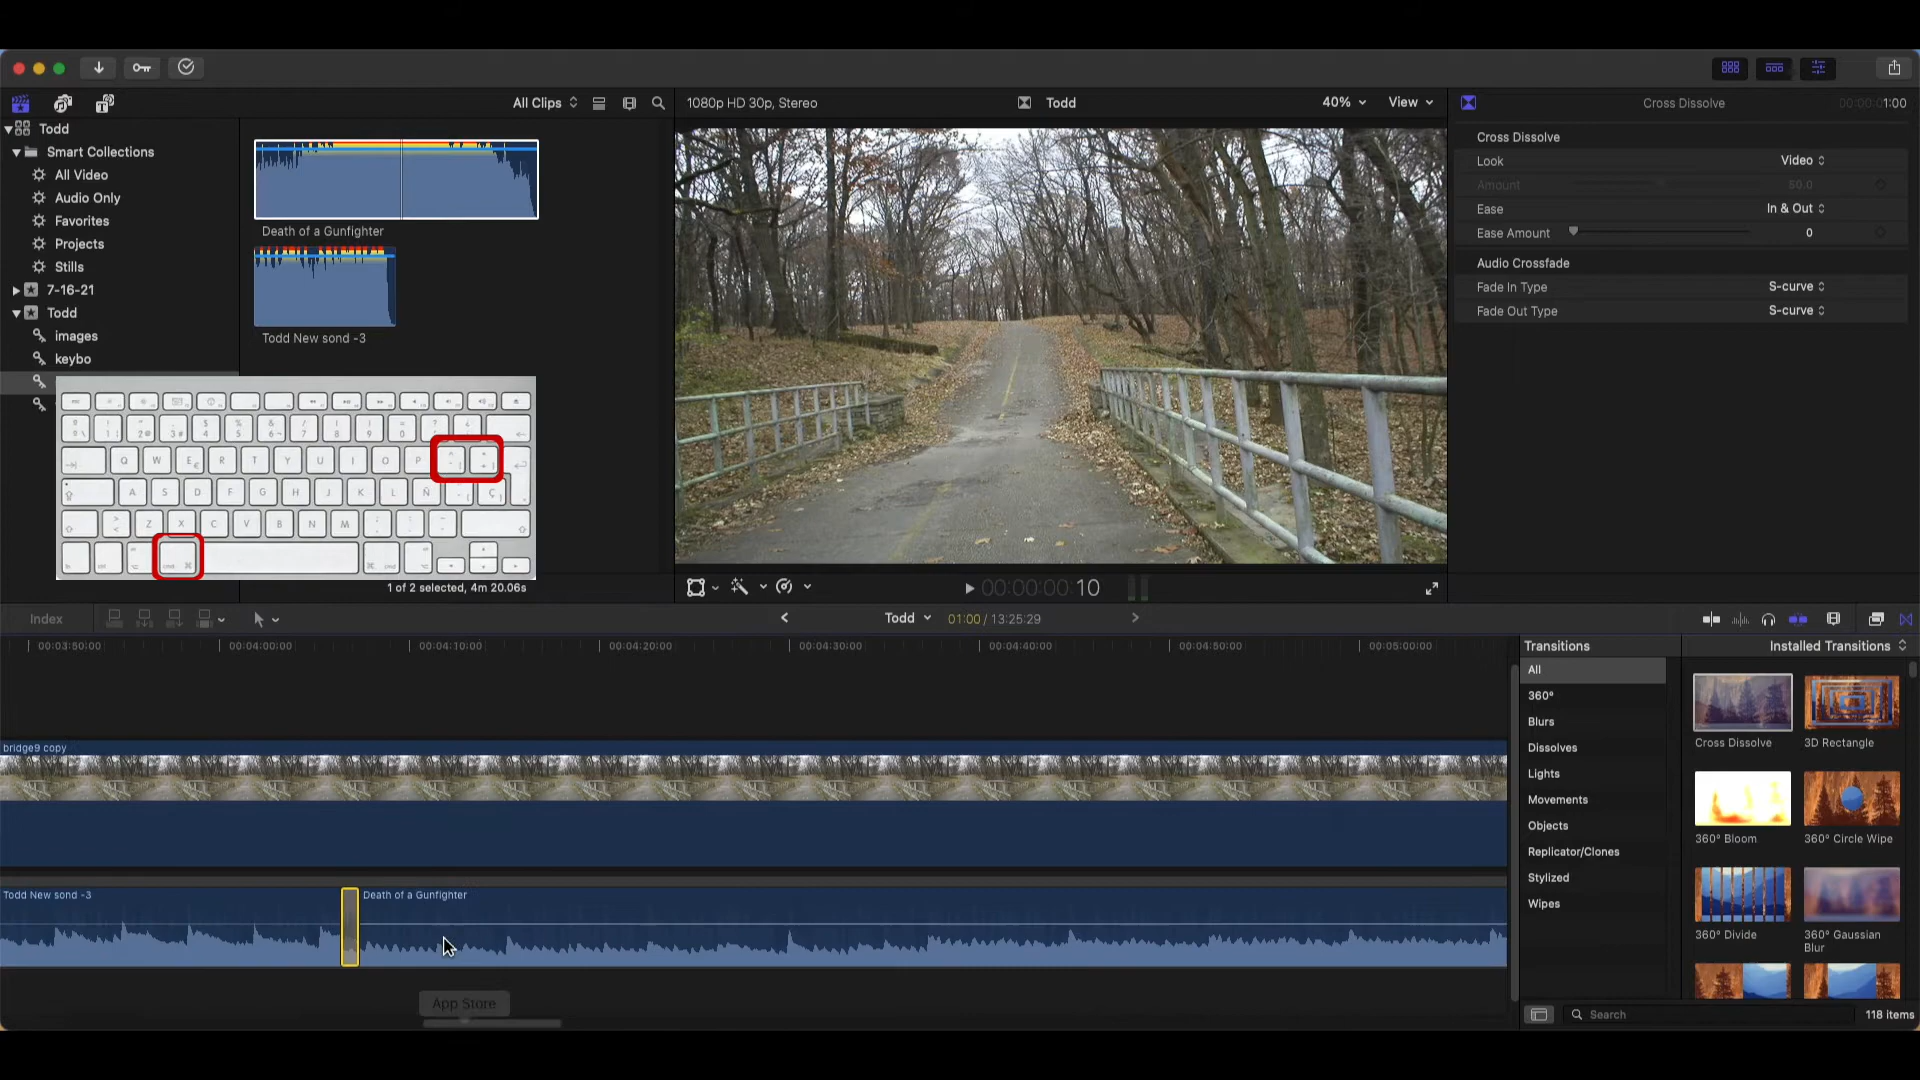 All Clips
1080p HD 30p, Stereo
Todd
40%
View
Cross Dissolve
00:00:01:00
Todd
Smart Collections
All Video
Audio Only
Favorites
Projects
Stills
7-16-21
Todd
images
keybo
Death of a Gunfighter
Todd New sond -3
1 of 2 selected, 4m 20.06s
Cross Dissolve
Look
Video
Amount
50.0
Ease
In & Out
Ease Amount
0
Audio Crossfade
Fade In Type
S-curve
Fade Out Type
S-curve
Q W E R T Y U I O P
A S D F G H J K L Ñ
Z X C V B N M
00:00:00:10
Index
Todd
01:00 / 13:25:29
00:03:50:00
00:04:00:00
00:04:10:00
00:04:20:00
00:04:30:00
00:04:40:00
00:04:50:00
00:05:00:00
bridge9 copy
Todd New sond -3
Death of a Gunfighter
App Store
Transitions
Installed Transitions
All
360°
Blurs
Dissolves
Lights
Movements
Objects
Replicator/Clones
Stylized
Wipes
Cross Dissolve
3D Rectangle
360° Bloom
360° Circle Wipe
360° Divide
360° Gaussian
Blur
Search
118 items